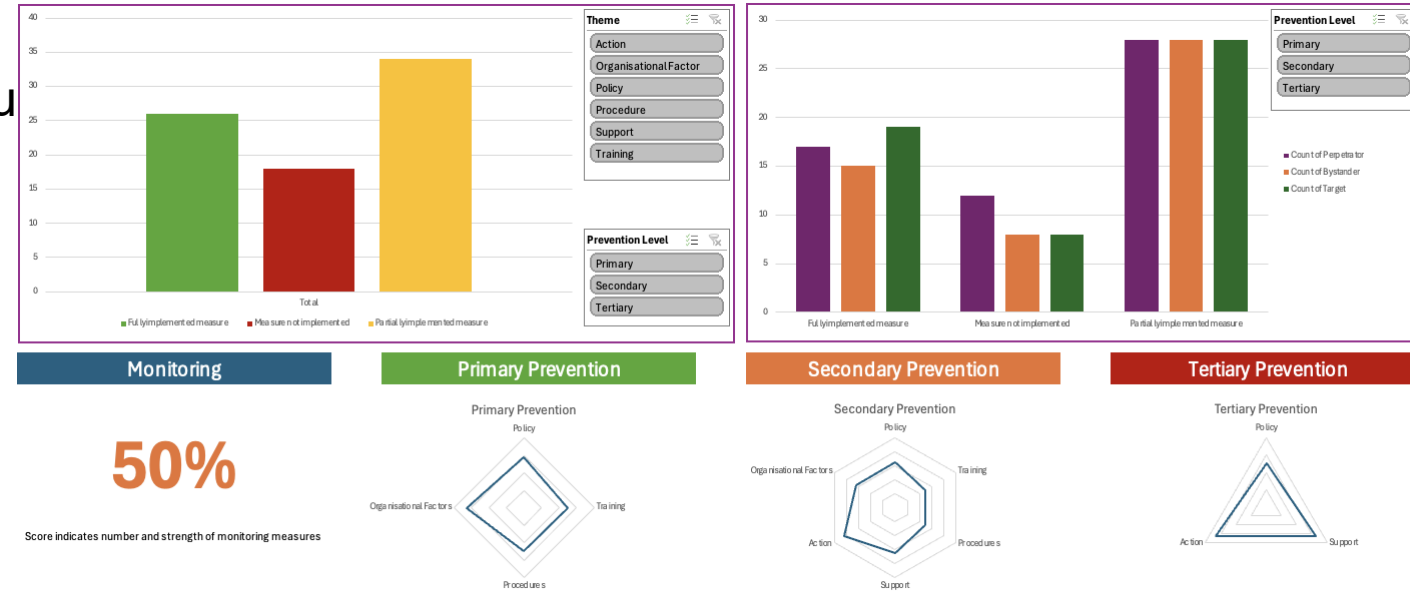 u
40
35
30
25
20
15
10
5
0
Total
Fully implemented measure Measure not implemented Partially implemented measure
Theme
Action
Organisational Factor
Policy
Procedure
Support
Training
Prevention Level
Primary
Secondary
Tertiary
30
25
20
15
10
5
0
Fully implemented measure Measure not implemented Partially implemented measure
Prevention Level
Primary
Secondary
Tertiary
Count of Perpetrator
Count of Bystander
Count of Target
Monitoring
50%
Score indicates number and strength of monitoring measures
Primary Prevention
Primary Prevention
Policy
Organisational Factors
Training
Procedures
Secondary Prevention
Secondary Prevention
Policy
Organisational Factors
Training
Action
Procedures
Support
Tertiary Prevention
Tertiary Prevention
Policy
Action
Support